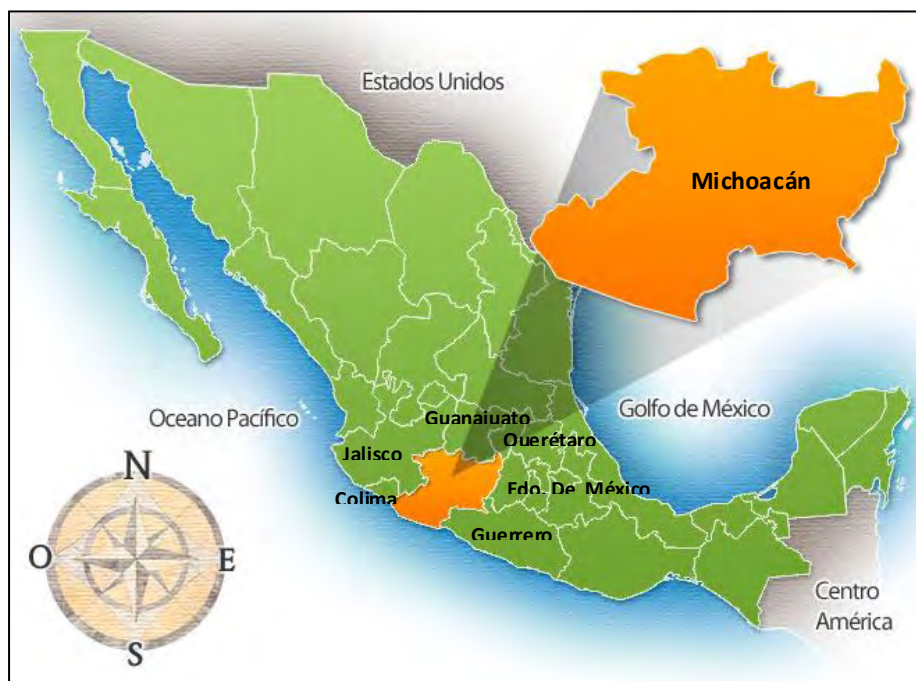 Estados Unidos
Michoacán
Oceano Pacífico
Golfo de México
Guanajuato
Querétaro
Jalisco
Colima
Edo. De México
Guerrero
N
O
E
S
Centro
América